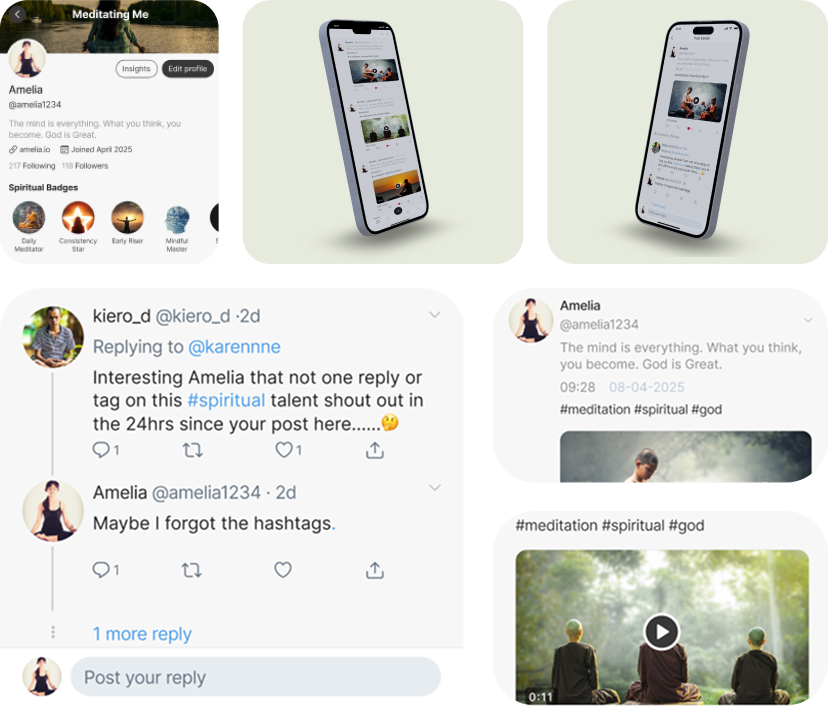 Meditating Me
Insights
Edit profile
Amelia
@amelia1234
The mind is everything. What you think, you
become. God is Great.
amelia.io
Joined April 2025
217 Following
118 Followers
Spiritual Badges
Daily
Meditator
Consistency
Star
Early Riser
Mindful
Master
kiero_d @kiero_d ·2d
Replying to @karennne
Interesting Amelia that not one reply or
tag on this #spiritual talent shout out in
the 24hrs since your post here......🤔
1
1
Amelia @amelia1234 · 2d
Maybe I forgot the hashtags.
1
1 more reply
Post your reply
Amelia
@amelia1234
The mind is everything. What you think,
you become. God is Great.
09:28 08-04-2025
#meditation #spiritual #god
#meditation #spiritual #god
0:11